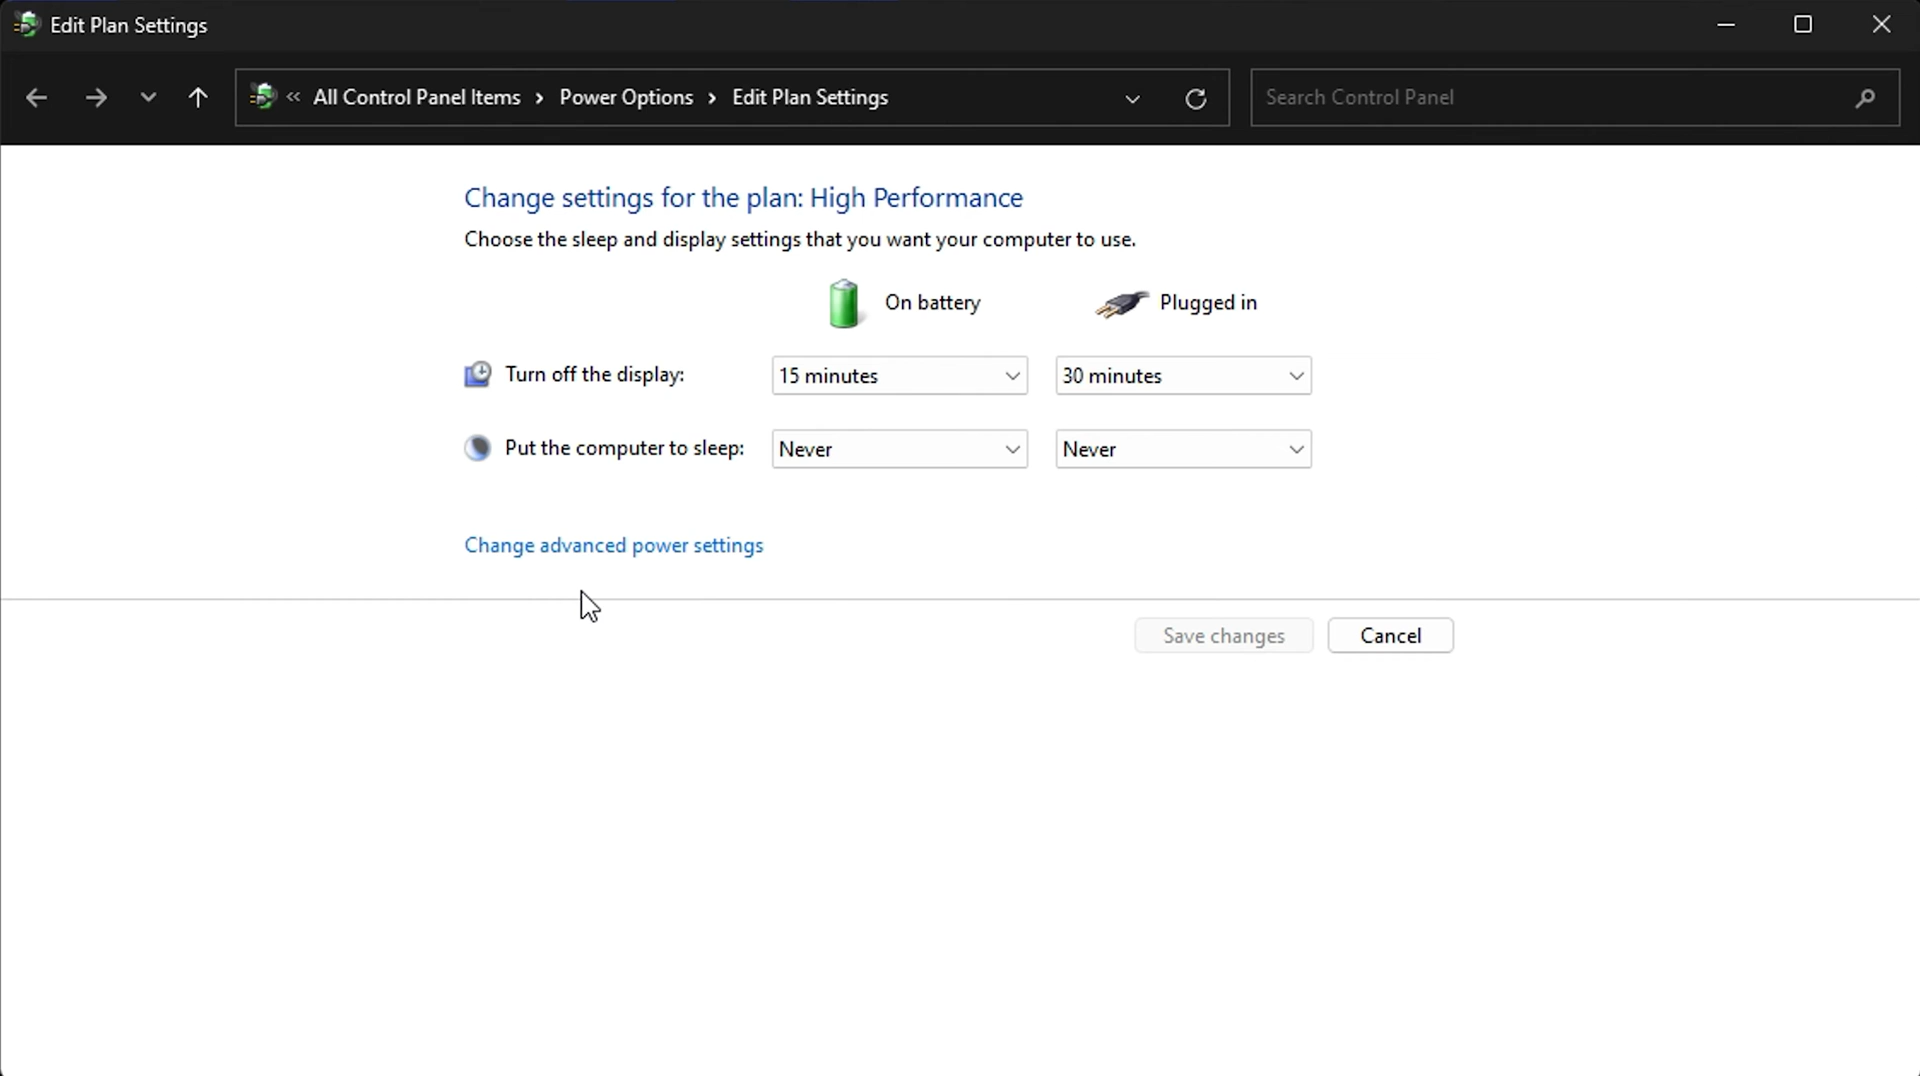 Edit Plan Settings
« All Control Panel Items › Power Options › Edit Plan Settings
Search Control Panel
Change settings for the plan: High Performance
Choose the sleep and display settings that you want your computer to use.
On battery Plugged in
Turn off the display: 15 minutes 30 minutes
Put the computer to sleep: Never Never
Change advanced power settings
Save changes Cancel